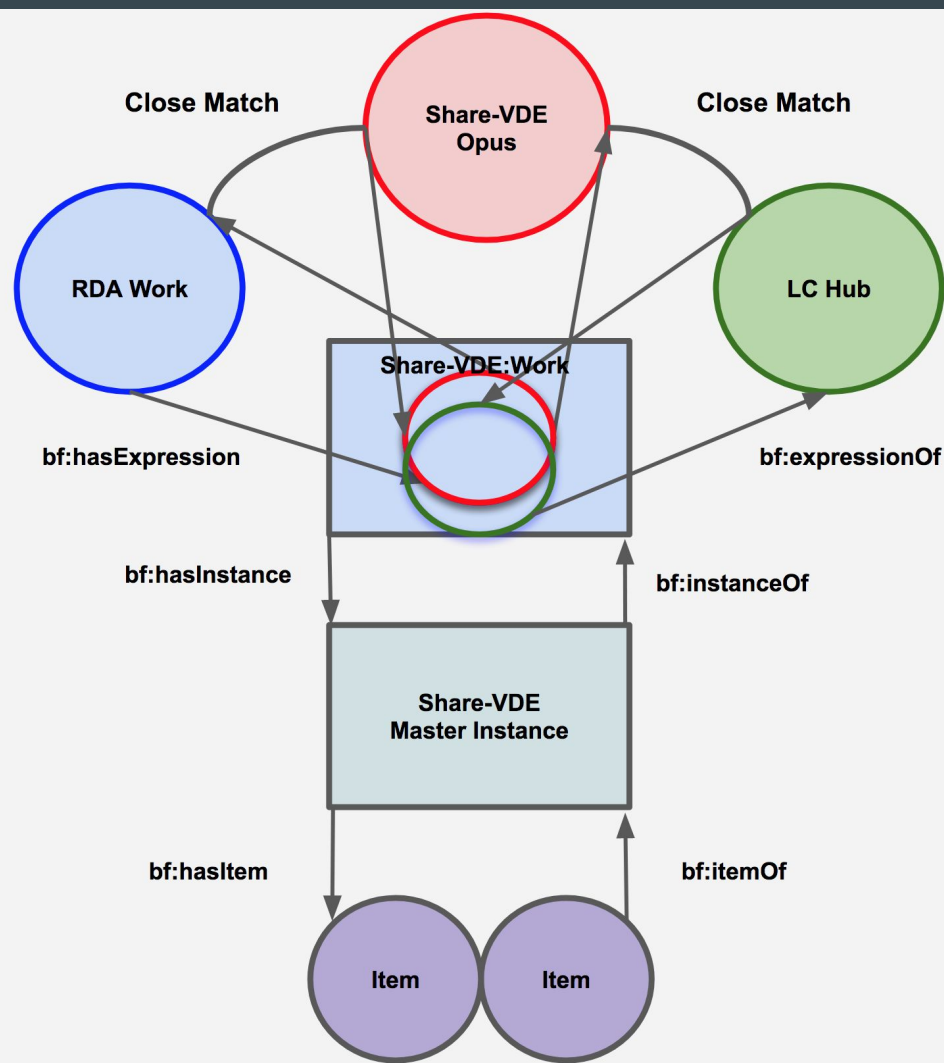 Close Match
Share-VDE
Opus
Close Match
RDA Work
LC Hub
Share-VDE:Work
bf:hasExpression
bf:expressionOf
bf:hasInstance
bf:instanceOf
Share-VDE
Master Instance
bf:hasItem
bf:itemOf
Item
Item